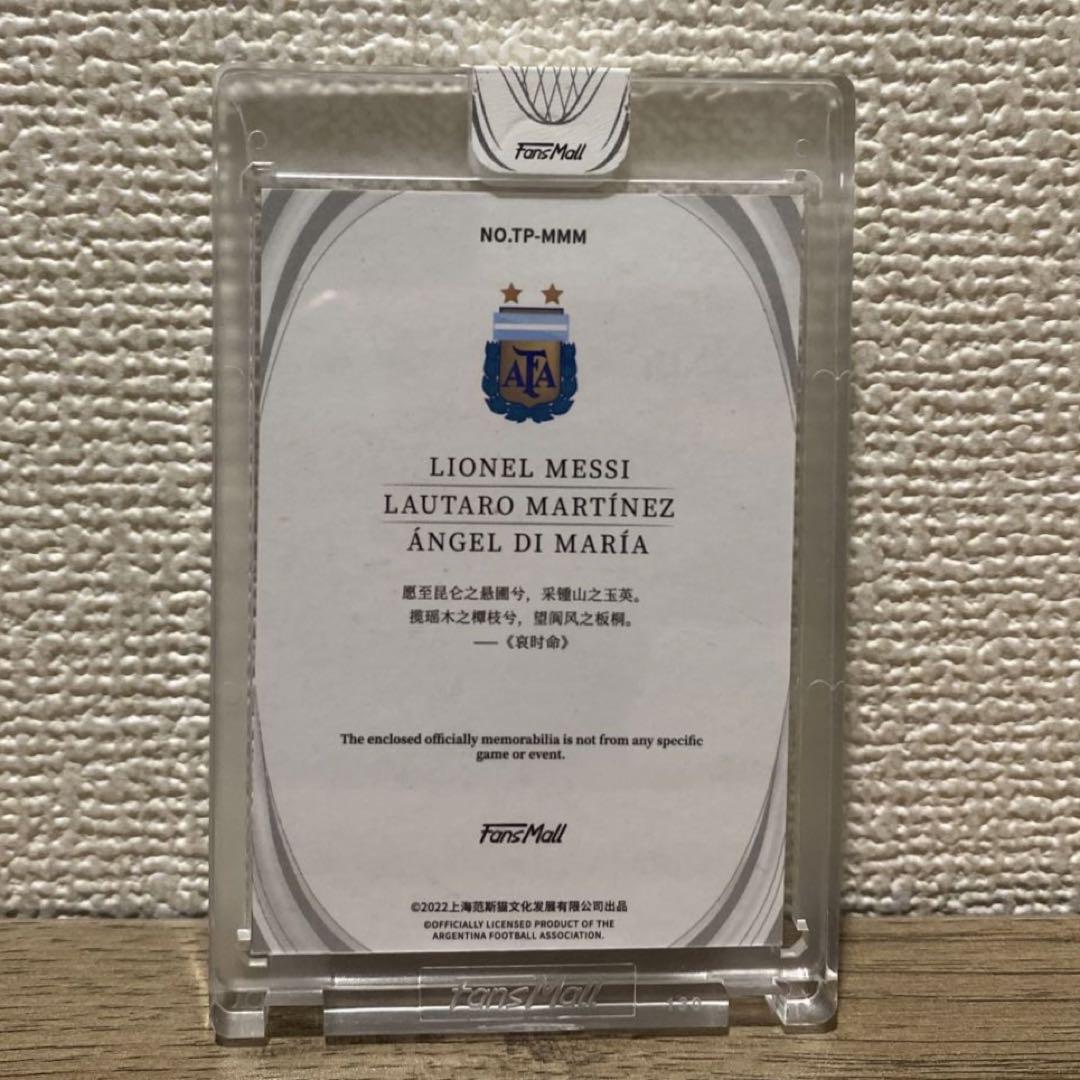 FansMall
NO.TP-MMM
AFA
LIONEL MESSI
LAUTARO MARTÍNEZ
ÁNGEL DI MARÍA
愿至昆仑之悬圃兮，采锺山之玉英。
揽瑶木之橝枝兮，望阆风之板桐。
——《哀时命》
The enclosed officially memorabilia is not from any specific
game or event.
FansMall
©2022上海范斯猫文化发展有限公司出品
©OFFICIALLY LICENSED PRODUCT OF THE
ARGENTINA FOOTBALL ASSOCIATION.
FansMall
130